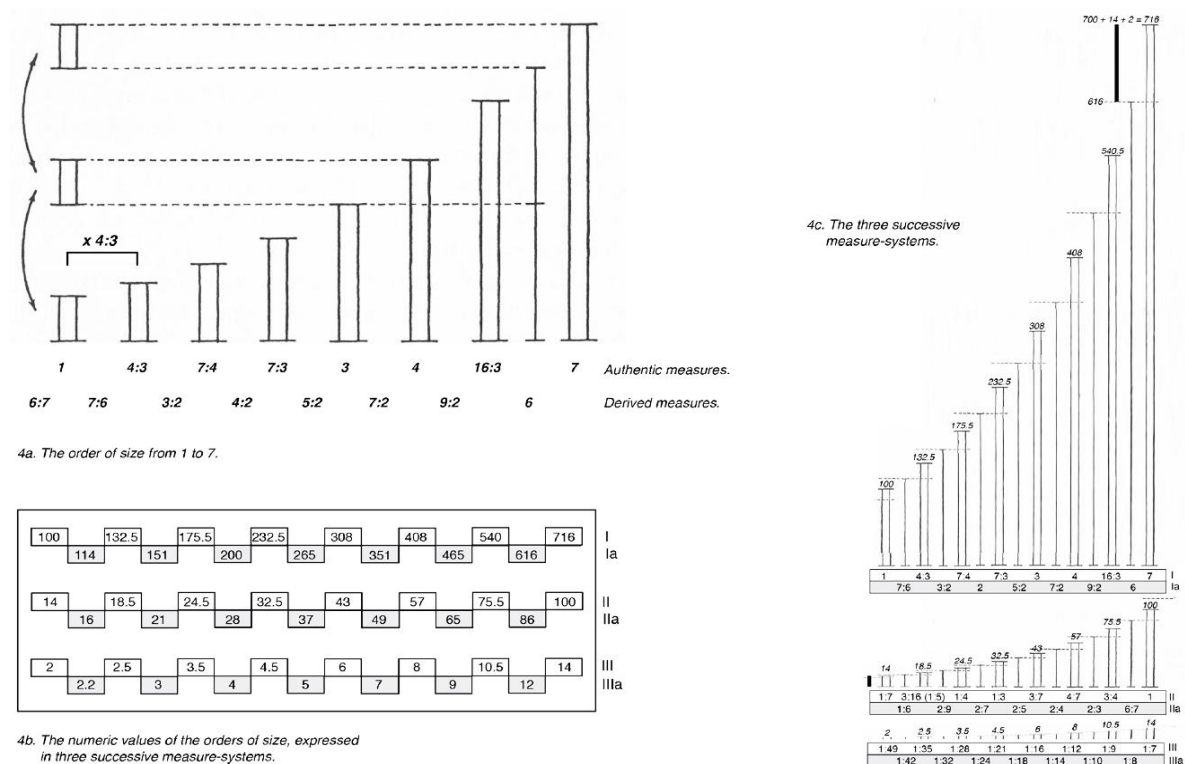 x 4:3
1 4:3 7:4 7:3 3 4 16:3 7 Authentic measures.
6:7 7:6 3:2 4:2 5:2 7:2 9:2 6 Derived measures.
4a. The order of size from 1 to 7.
100 132.5 175.5 232.5 308 408 540 716 I
114 151 200 265 351 465 616 Ia
14 18.5 24.5 32.5 43 57 75.5 100 II
16 21 28 37 49 65 86 IIa
2 2.5 3.5 4.5 6 8 10.5 14 III
2.2 3 4 5 7 9 12 IIIa
4b. The numeric values of the orders of size, expressed
in three successive measure-systems.
700 + 14 + 2 = 716
616
540.5
4c. The three successive
measure-systems.
408
308
232.5
175.5
132.5
100
1 4:3 7:4 7:3 3 4 16:3 7 I
7:6 3:2 2 5:2 7:2 9:2 6 Ia
14 18.5 24.5 32.5 43 57 75.5 100
1:7 3:16 (1:5) 1:4 1:3 3:7 4:7 3:4 1 II
1:6 2:9 2:7 2:5 2:4 2:3 6:7 IIa
2 2.5 3.5 4.5 6 8 10.5 14
1:49 1:35 1:28 1:21 1:16 1:12 1:9 1:7 III
1:42 1:32 1:24 1:18 1:14 1:10 1:8 IIIa